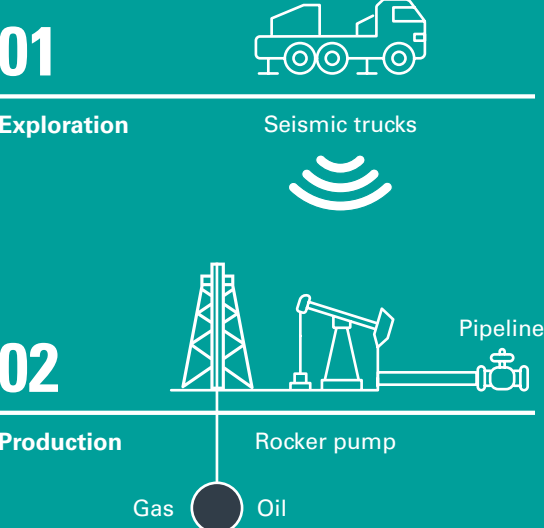 01
Exploration
Seismic trucks
Pipeline
02
Production
Rocker pump
Gas
Oil